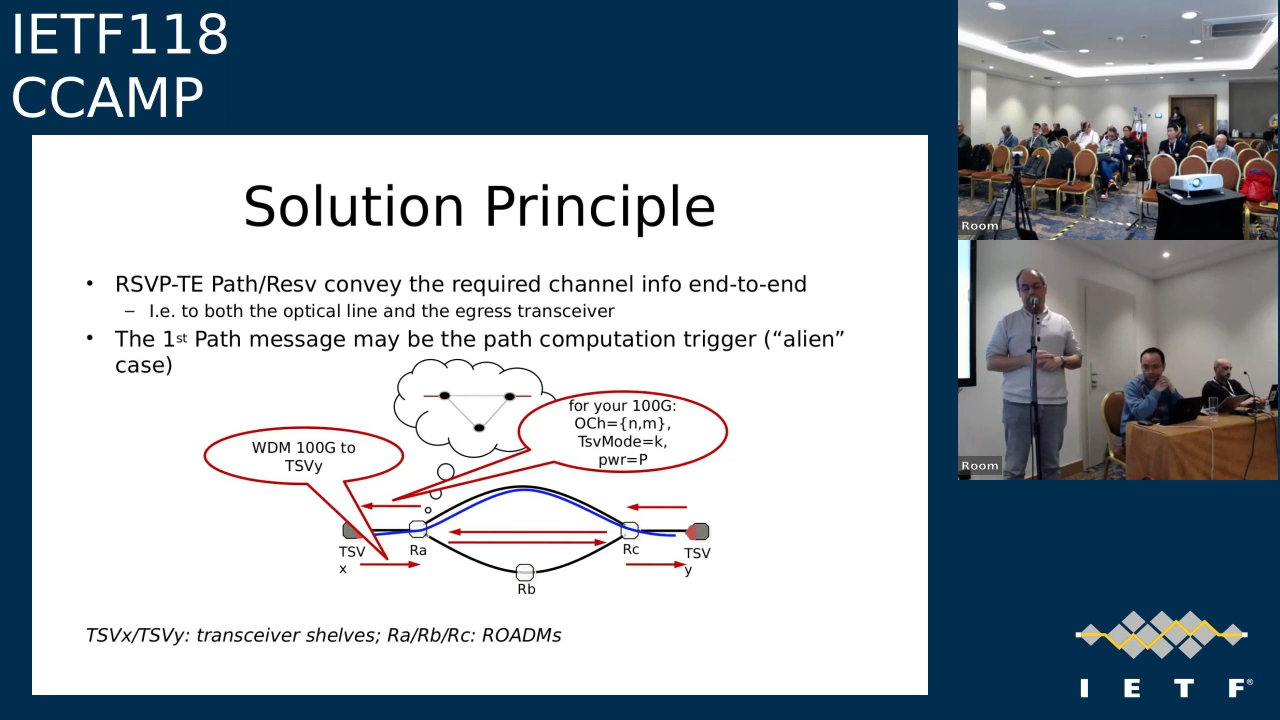 IETF118
CCAMP
Solution Principle
• RSVP-TE Path/Resv convey the required channel info end-to-end
– I.e. to both the optical line and the egress transceiver
• The 1st Path message may be the path computation trigger (“alien”
case)
for your 100G:
OCh={n,m},
TsvMode=k,
pwr=P
WDM 100G to
TSVy
TSV
x
Ra
Rb
Rc
TSV
y
TSVx/TSVy: transceiver shelves; Ra/Rb/Rc: ROADMs
Room
Room
I E T F®